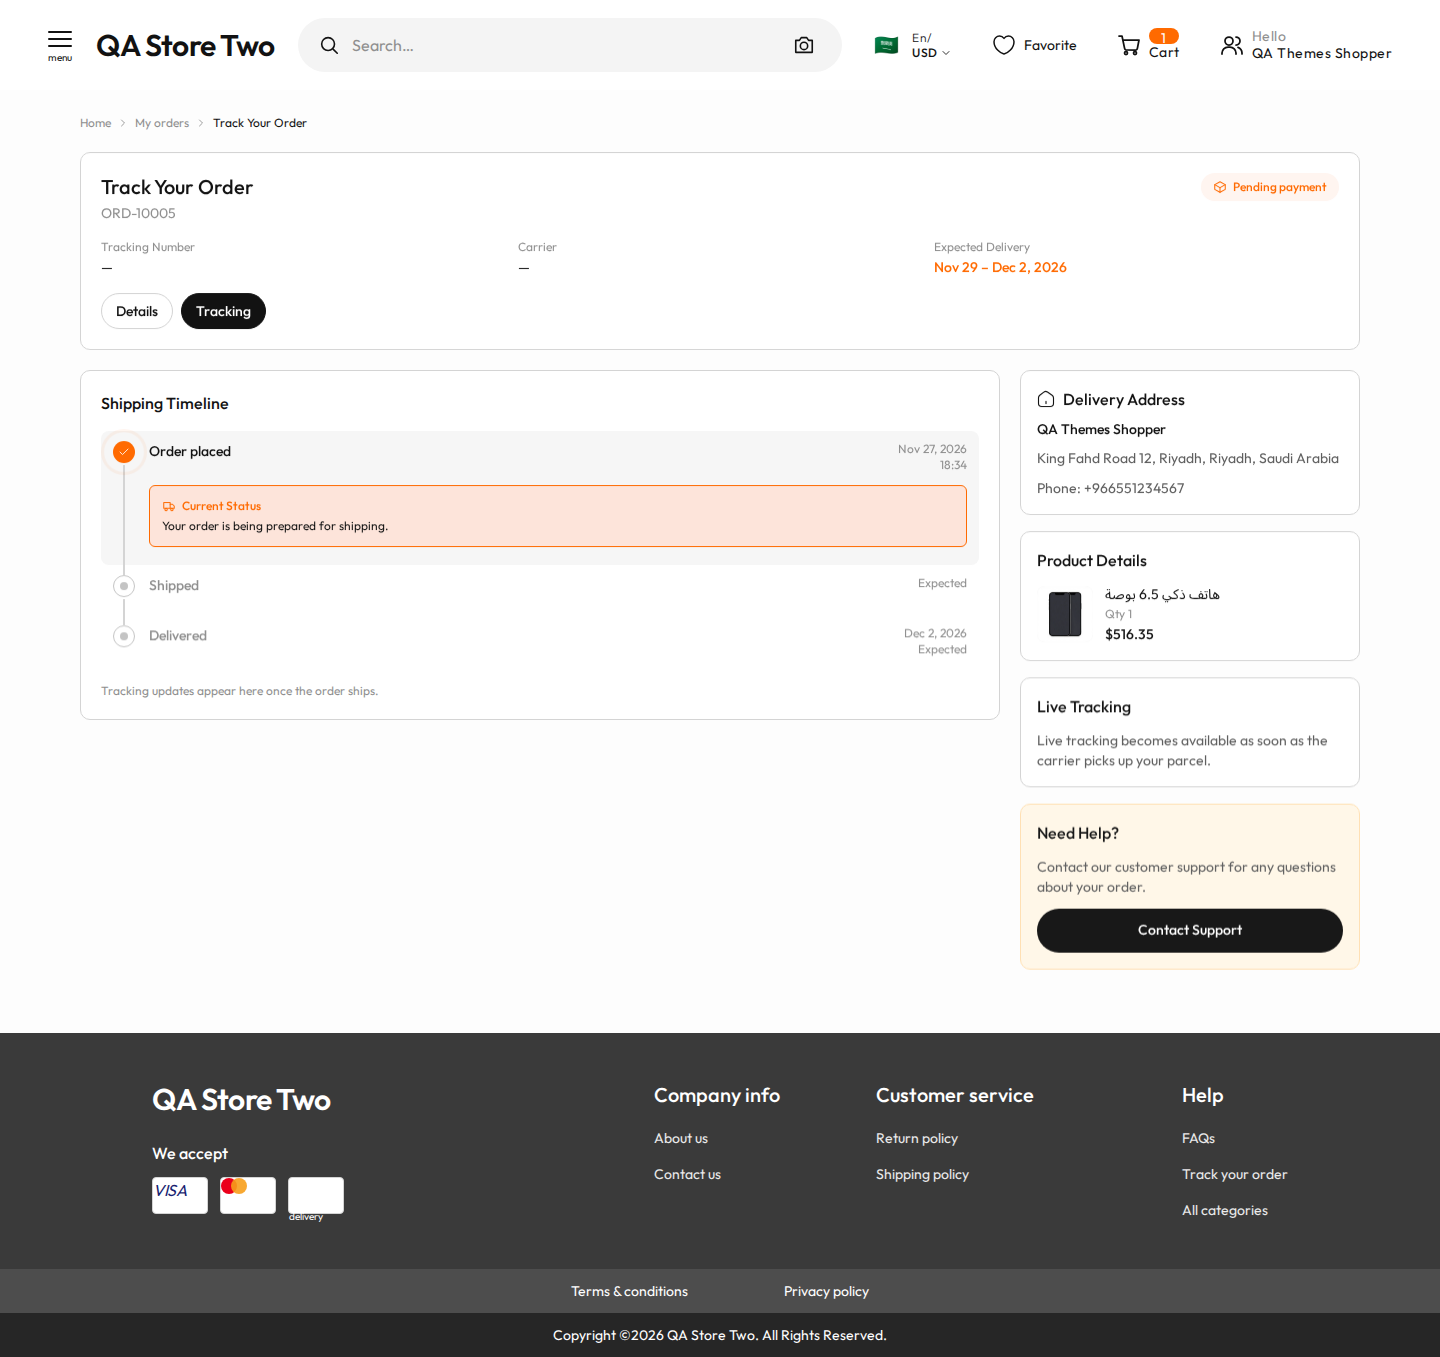 menu
QA Store Two
Search...
En/
USD
Favorite
1
Cart
Hello
QA Themes Shopper
Home
My orders
Track Your Order
Track Your Order
ORD-10005
Pending payment
Tracking Number
—
Carrier
—
Expected Delivery
Nov 29 – Dec 2, 2026
Details
Tracking
Shipping Timeline
Order placed
Nov 27, 2026
18:34
Current Status
Your order is being prepared for shipping.
Shipped
Expected
Delivered
Dec 2, 2026
Expected
Tracking updates appear here once the order ships.
Delivery Address
QA Themes Shopper
King Fahd Road 12, Riyadh, Riyadh, Saudi Arabia
Phone: +966551234567
Product Details
هاتف ذكي 6.5 بوصة
Qty 1
$516.35
Live Tracking
Live tracking becomes available as soon as the
carrier picks up your parcel.
Need Help?
Contact our customer support for any questions
about your order.
Contact Support
QA Store Two
We accept
VISA
delivery
Company info
About us
Contact us
Customer service
Return policy
Shipping policy
Help
FAQs
Track your order
All categories
Terms & conditions
Privacy policy
Copyright ©2026 QA Store Two. All Rights Reserved.